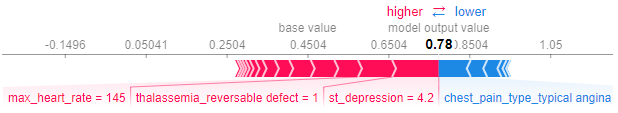 higher ⇄ lower
base value model output value
-0.1496 0.05041 0.2504 0.4504 0.6504 0.78 0.8504 1.05
max_heart_rate = 145 thalassemia_reversable defect = 1 st_depression = 4.2 chest_pain_type_typical angina